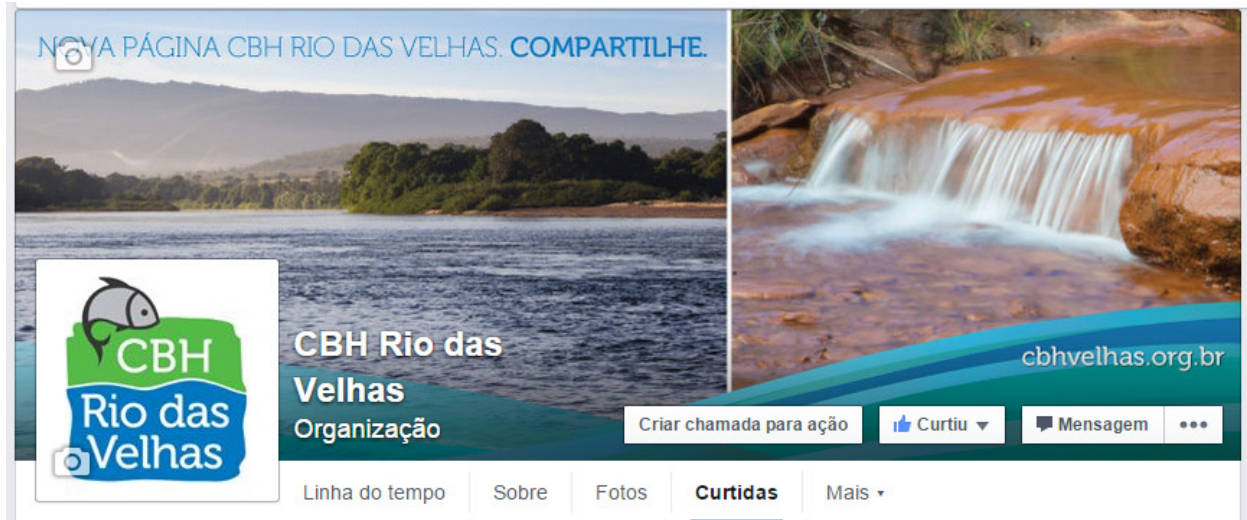 NOVA PÁGINA CBH RIO DAS VELHAS. COMPARTILHE.
CBH
Rio das
Velhas
CBH Rio das
Velhas
Organização
cbhvelhas.org.br
Criar chamada para ação
Curtiu
Mensagem
Linha do tempo
Sobre
Fotos
Curtidas
Mais